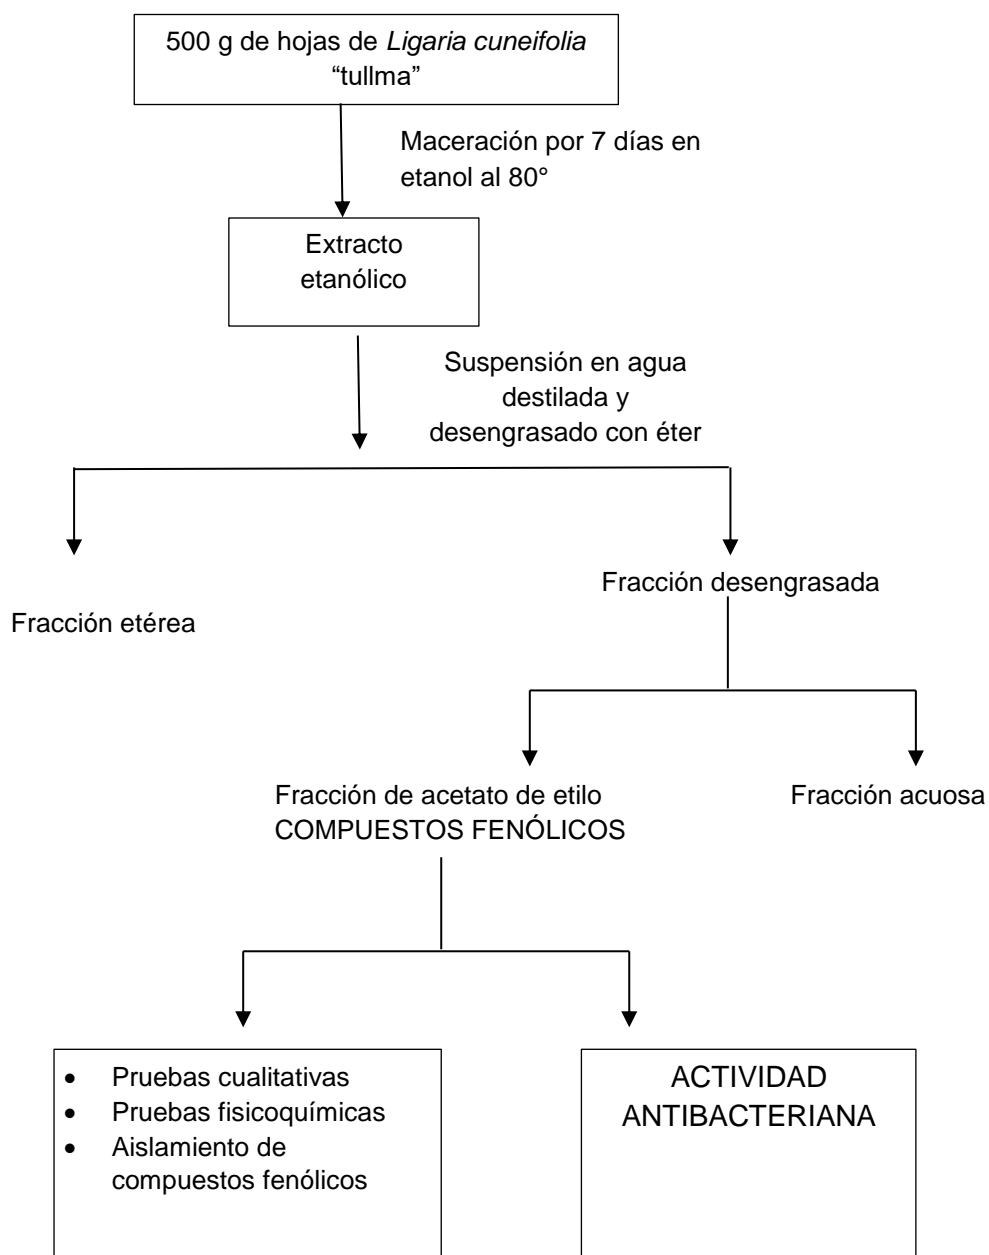 500 g de hojas de Ligaria cuneifolia
“tullma”
Maceración por 7 días en
etanol al 80°
Extracto
etanólico
Suspensión en agua
destilada y
desengrasado con éter
Fracción desengrasada
Fracción etérea
Fracción de acetato de etilo
COMPUESTOS FENÓLICOS
Fracción acuosa
• Pruebas cualitativas
• Pruebas fisicoquímicas
• Aislamiento de
compuestos fenólicos
ACTIVIDAD
ANTIBACTERIANA